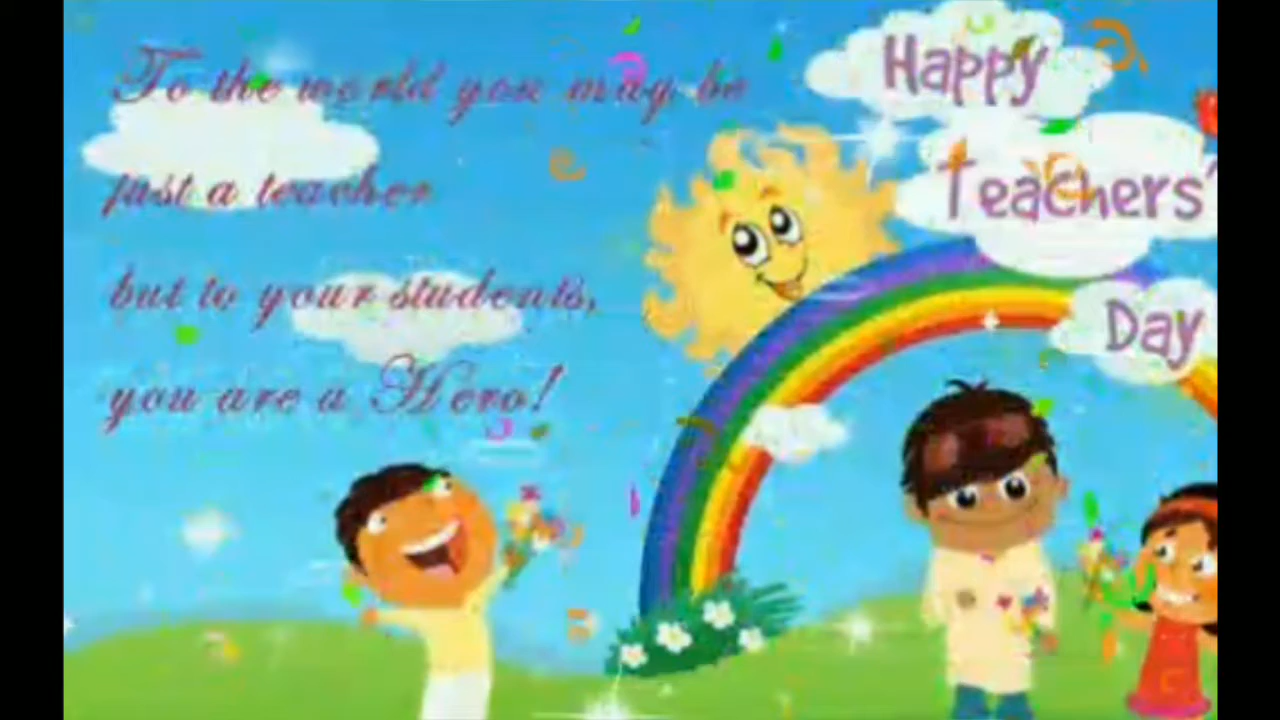 To the world you may be
just a teacher
but to your students,
you are a Hero!
Happy
Teachers'
Day